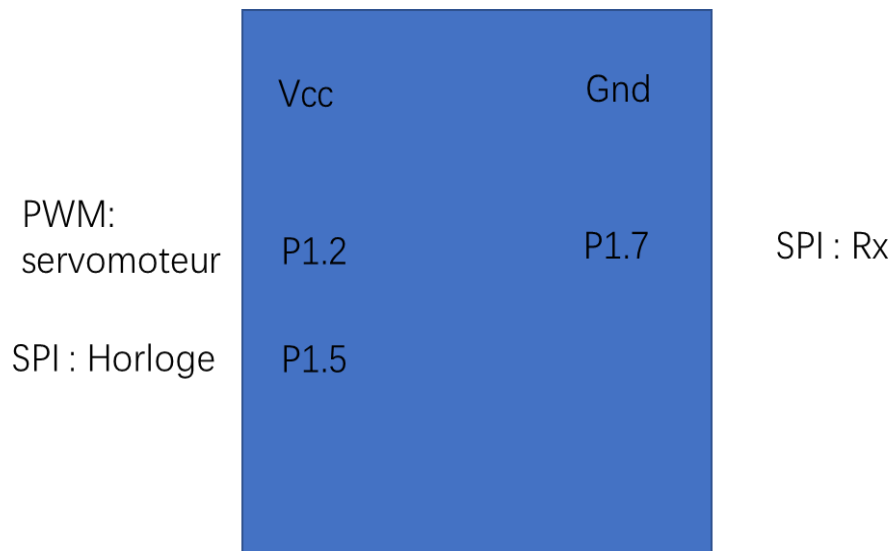 Vcc
Gnd
PWM:
servomoteur
P1.2
P1.7
SPI : Rx
SPI : Horloge
P1.5